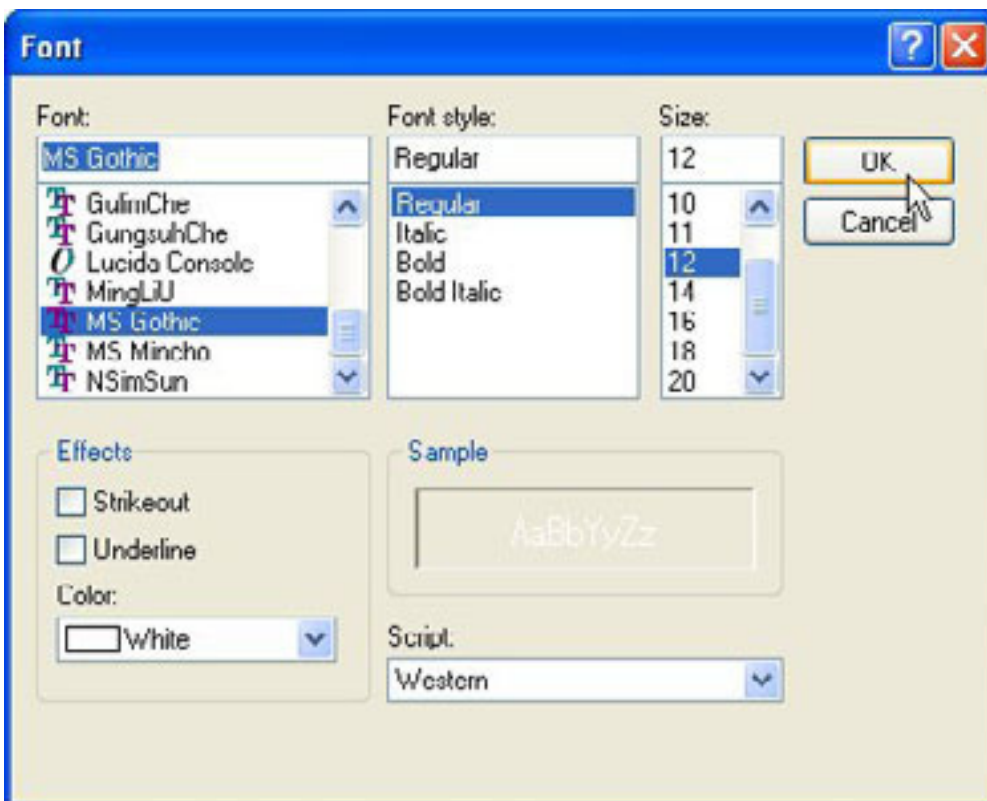 Font
Font:
MS Gothic
GulimChe
GungsuhChe
Lucida Console
MingLiU
MS Gothic
MS Mincho
NSimSun
Font style:
Regular
Regular
Italic
Bold
Bold Italic
Size:
12
10
11
12
14
16
18
20
OK
Cancel
Effects
Strikeout
Underline
Color:
White
Sample
AaBbYyZz
Script:
Western